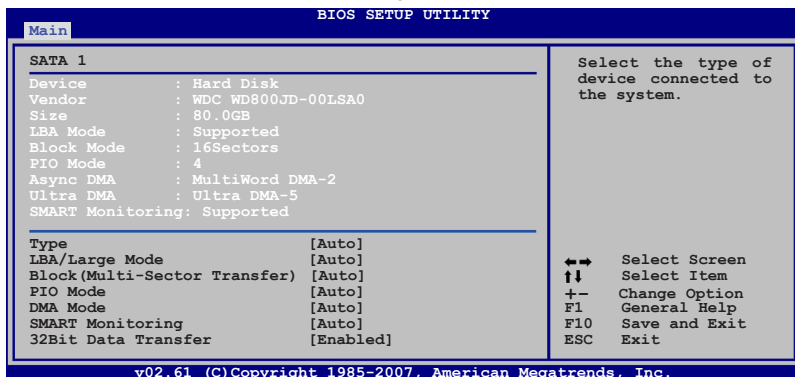 BIOS SETUP UTILITY
Main
SATA 1
Device : Hard Disk
Vendor : WDC WD800JD-00LSA0
Size : 80.0GB
LBA Mode : Supported
Block Mode : 16Sectors
PIO Mode : 4
Async DMA : MultiWord DMA-2
Ultra DMA : Ultra DMA-5
SMART Monitoring: Supported
Type [Auto]
LBA/Large Mode [Auto]
Block(Multi-Sector Transfer) [Auto]
PIO Mode [Auto]
DMA Mode [Auto]
SMART Monitoring [Auto]
32Bit Data Transfer [Enabled]
Select the type of
device connected to
the system.
←→ Select Screen
↑↓ Select Item
+- Change Option
F1 General Help
F10 Save and Exit
ESC Exit
v02.61 (C)Copyright 1985-2007, American Megatrends, Inc.